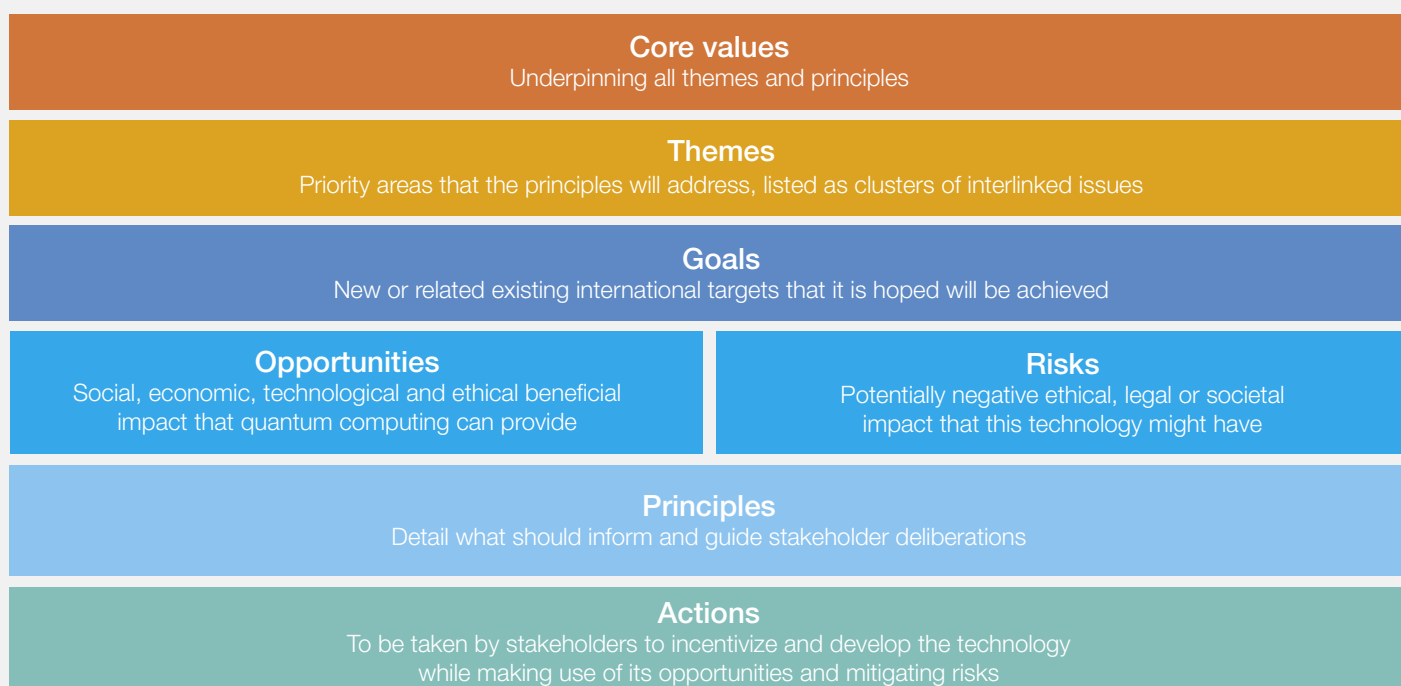 Core values
Underpinning all themes and principles
Themes
Priority areas that the principles will address, listed as clusters of interlinked issues
Goals
New or related existing international targets that it is hoped will be achieved
Opportunities
Social, economic, technological and ethical beneficial
impact that quantum computing can provide
Risks
Potentially negative ethical, legal or societal
impact that this technology might have
Principles
Detail what should inform and guide stakeholder deliberations
Actions
To be taken by stakeholders to incentivize and develop the technology
while making use of its opportunities and mitigating risks